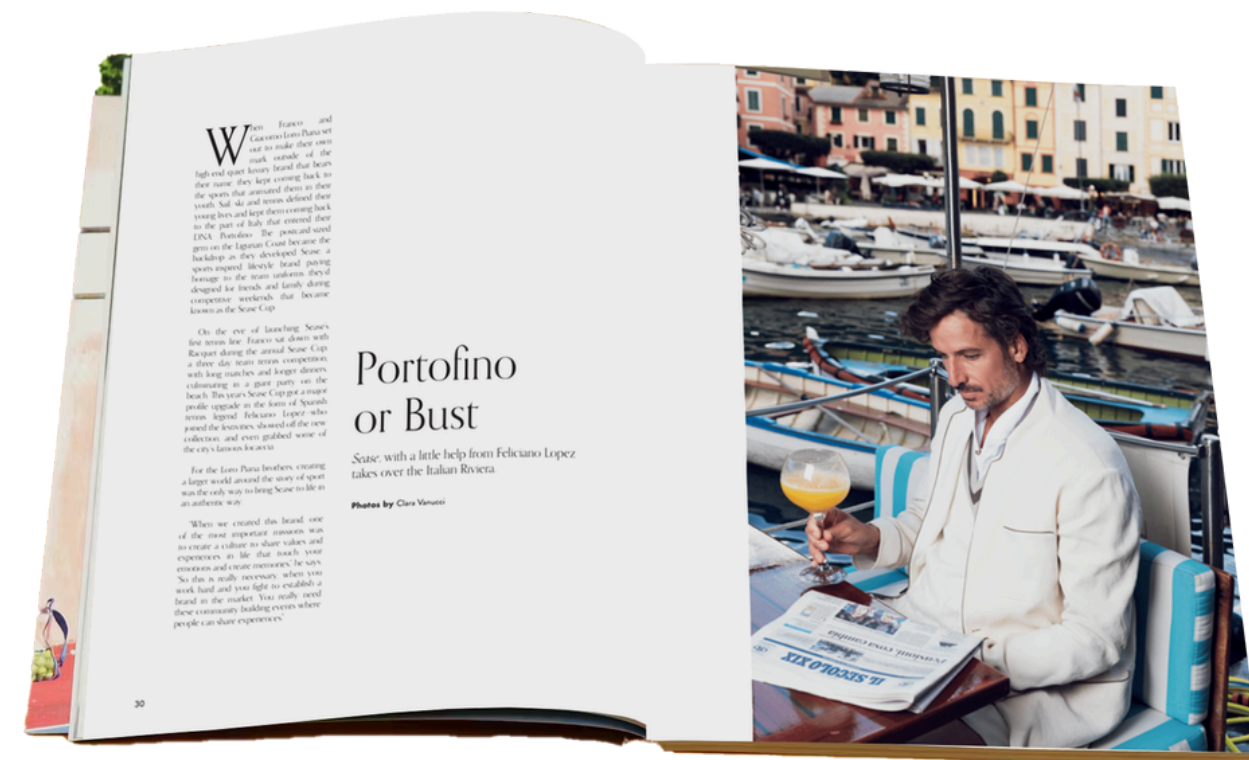 When Franco and
Giacomo Loro Piana set
out to make their own
mark outside of the
high end quiet luxury brand that bears
their name, they kept coming back to
the sports that animated them in their
youth. Sail, ski and tennis defined their
young lives and kept them coming back
to the part of Italy that entered their
DNA: Portofino. The postcard-sized
gem on the Ligurian Coast became the
backdrop as they developed Sease, a
sports-inspired lifestyle brand paying
homage to the team uniforms they'd
designed for friends and family during
competitive weekends that became
known as the Sease Cup.
On the eve of launching Sease's
first tennis line, Franco sat down with
Racquet during the annual Sease Cup,
a three day team tennis competition,
with long matches and longer dinners,
culminating in a giant party on the
beach. This year's Sease Cup got a major
profile upgrade in the form of Spanish
tennis legend Feliciano Lopez who
joined the festivities, showed off the new
collection, and even grabbed some of
the city's famous focaccia.
For the Loro Piana brothers, creating
a larger world around the story of sport
was the only way to bring Sease to life in
an authentic way.
"When we created this brand, one
of the most important missions was
to create a culture to share values and
experiences in life that touch your
emotions and create memories," he says.
"So this is really necessary, when you
work hard and you fight to establish a
brand in the market. You really need
these community-building events where
people can share experiences."
Portofino
or Bust
Sease, with a little help from Feliciano Lopez
takes over the Italian Riviera.
Photos by Clara Vanucci
30
IL SECOLO XIX
Pensioni, cosa cambia